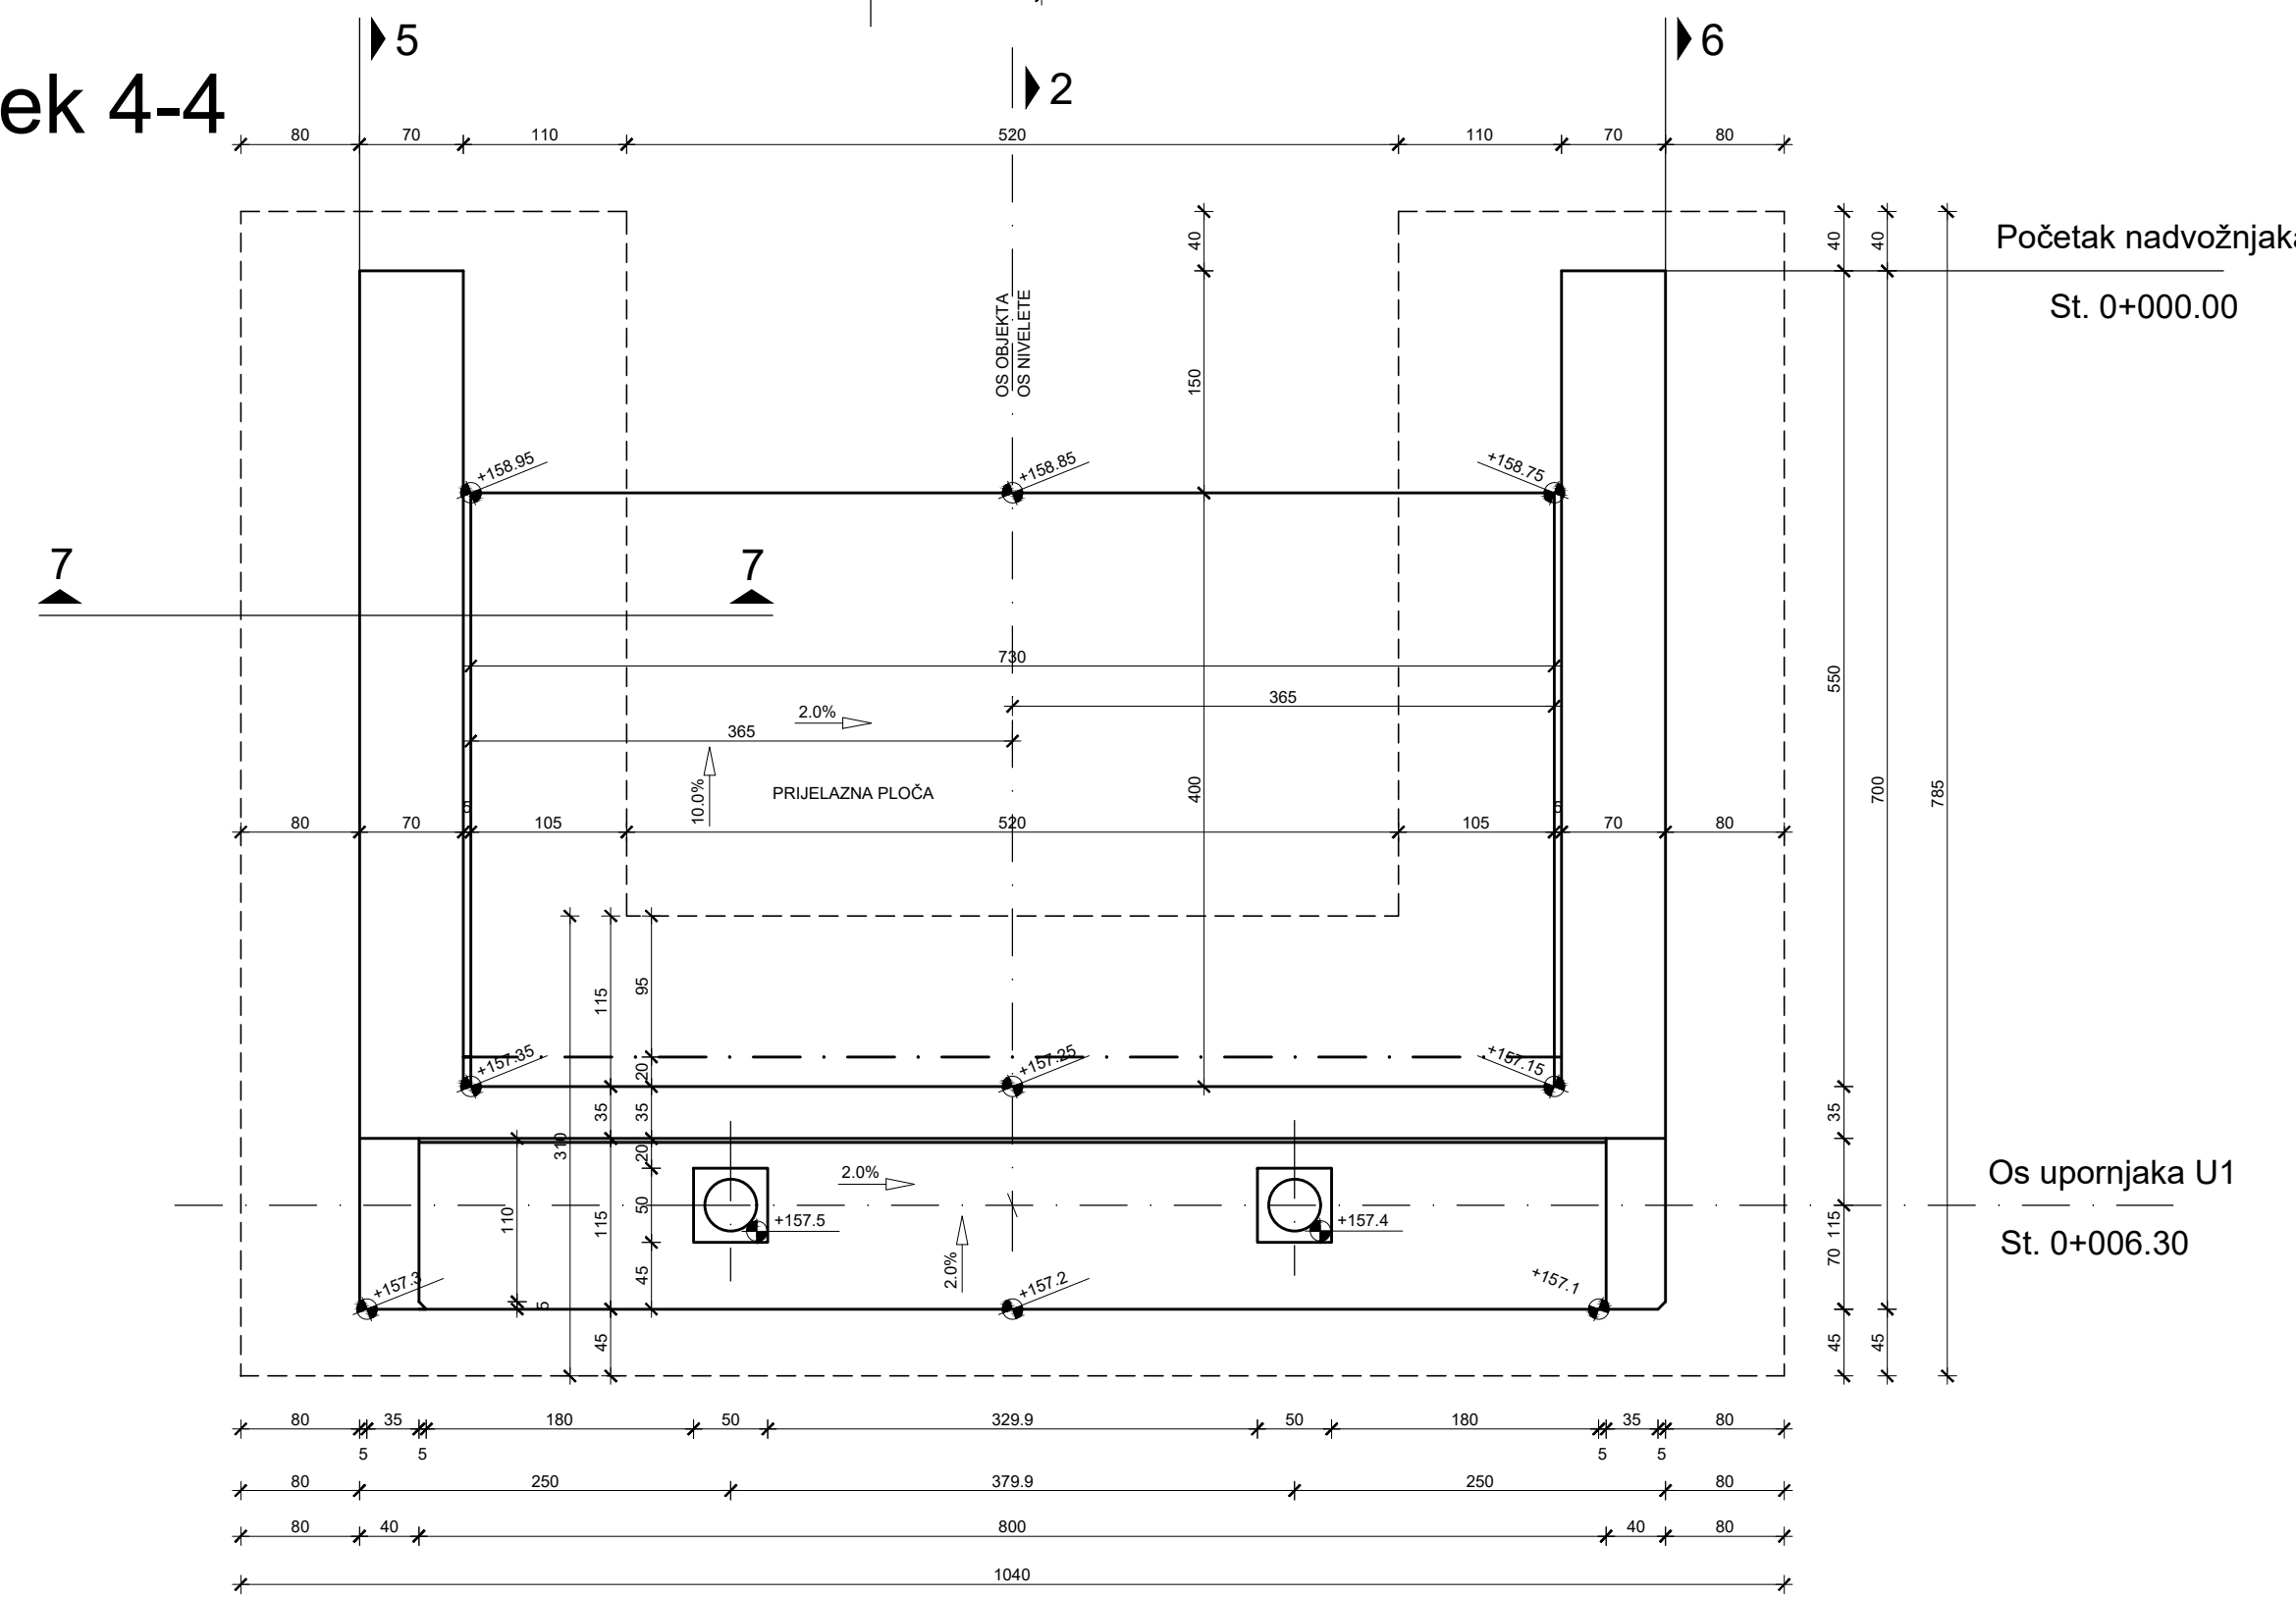 5
6
2
ek 4-4
80 70 110 520 110 70 80
40 40 40
Početak nadvožnjaka
St. 0+000.00
OS OBJEKTA
OS NIVELETE
150
+158.95 +158.85 +158.75
7 7
730
550
365
2.0%
365
10.0%
PRIJELAZNA PLOČA
400 700 785
5 5
80 70 105 520 105 70 80
115 95
+157.35 +157.25 +157.15
20
35 35 35
310
20
2.0%
Os upornjaka U1
110 115 50
+157.5 +157.4
115
St. 0+006.30
70
45
2.0%
+157.3 +157.2 +157.1
5
45 45 45
80 35 180 50 329.9 50 180 35 80
5 5 5 5
80 250 379.9 250 80
80 40 800 40 80
1040